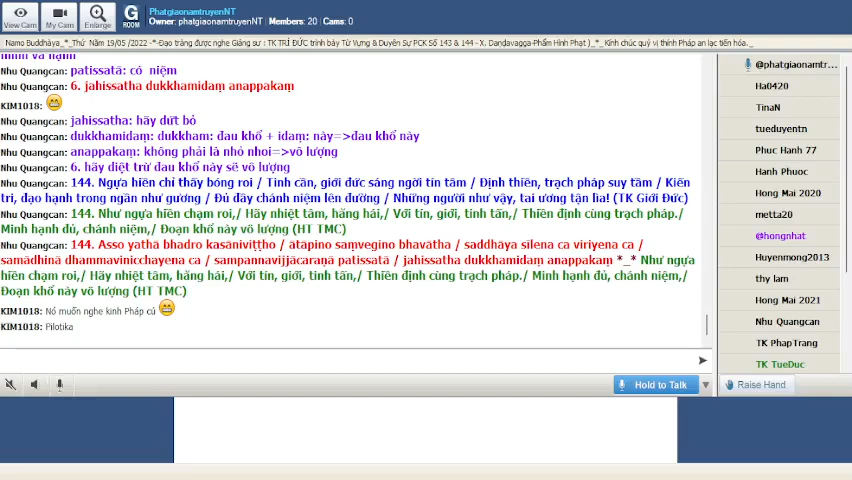 PhatgiaonamtruyenNT
Owner: phatgiaonamtruyenNT | Members: 20 | Cams: 0
View Cam
My Cam
Enlarge
G ROOM
Namo Buddhàya_*_Thứ Năm 19/05 /2022 -*-Đạo tràng được nghe Giảng sư : TK TRÍ ĐỨC trình bày Từ Vựng & Duyên Sự PCK Số 143 & 144 - X. Daṇḍavagga-Phẩm Hình Phạt )_*_ Kính chúc quý vị thính Pháp an lạc tiến hóa._
Nhu Quangcan: patissatā: có niệm
Nhu Quangcan: 6. jahissatha dukkhamidaṃ anappakaṃ
KIM1018:
Nhu Quangcan: jahissatha: hãy dứt bỏ
Nhu Quangcan: dukkhamidaṃ: dukkham: đau khổ + idaṃ: này=>đau khổ này
Nhu Quangcan: anappakaṃ: không phải là nhỏ nhoi=>vô lượng
Nhu Quangcan: 6. hãy diệt trừ đau khổ này sẽ vô lượng
Nhu Quangcan: 144. Ngựa hiền chỉ thấy bóng roi / Tinh cần, giới đức sáng ngời tín tâm / Định thiền, trạch pháp suy tầm / Kiến
tri, đạo hạnh trong ngần như gương / Đủ đầy chánh niệm lên đường / Những người như vậy, tai ương tận lìa! (TK Giới Đức)
Nhu Quangcan: 144. Như ngựa hiền chạm roi,/ Hãy nhiệt tâm, hăng hái,/ Với tín, giới, tinh tấn,/ Thiền định cùng trạch pháp./
Minh hạnh đủ, chánh niệm,/ Đoạn khổ này vô lượng (HT TMC)
Nhu Quangcan: 144. Asso yathā bhadro kasāniviṭṭho / ātāpino saṃvegino bhavātha / saddhāya sīlena ca viriyena ca /
samādhinā dhammavinicchayena ca / sampannavijjācaraṇā patissatā / jahissatha dukkhamidaṃ anappakaṃ *_* Như ngựa
hiền chạm roi,/ Hãy nhiệt tâm, hăng hái,/ Với tín, giới, tinh tấn,/ Thiền định cùng trạch pháp./ Minh hạnh đủ, chánh niệm,/
Đoạn khổ này vô lượng (HT TMC)
KIM1018: Nó muốn nghe kinh Pháp cú
KIM1018: Pilotika
Hold to Talk
@phatgiaonamtr...
Ha0420
TinaN
tueduyentn
Phuc Hanh 77
Hanh Phuoc
Hong Mai 2020
metta20
@hongnhat
Huyenmong2013
thy lam
Hong Mai 2021
Nhu Quangcan
TK PhapTrang
TK TueDuc
Raise Hand